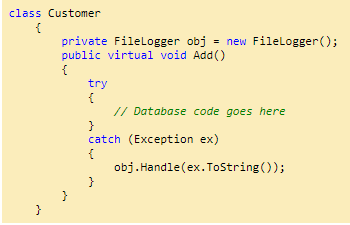 class Customer
{
private FileLogger obj = new FileLogger();
public virtual void Add()
{
try
{
// Database code goes here
}
catch (Exception ex)
{
obj.Handle(ex.ToString());
}
}
}